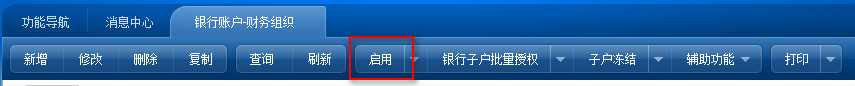 功能导航 消息中心 银行账户-财务组织
新增 修改 删除 复制 查询 刷新 启用 银行子户批量授权 子户冻结 辅助功能 打印